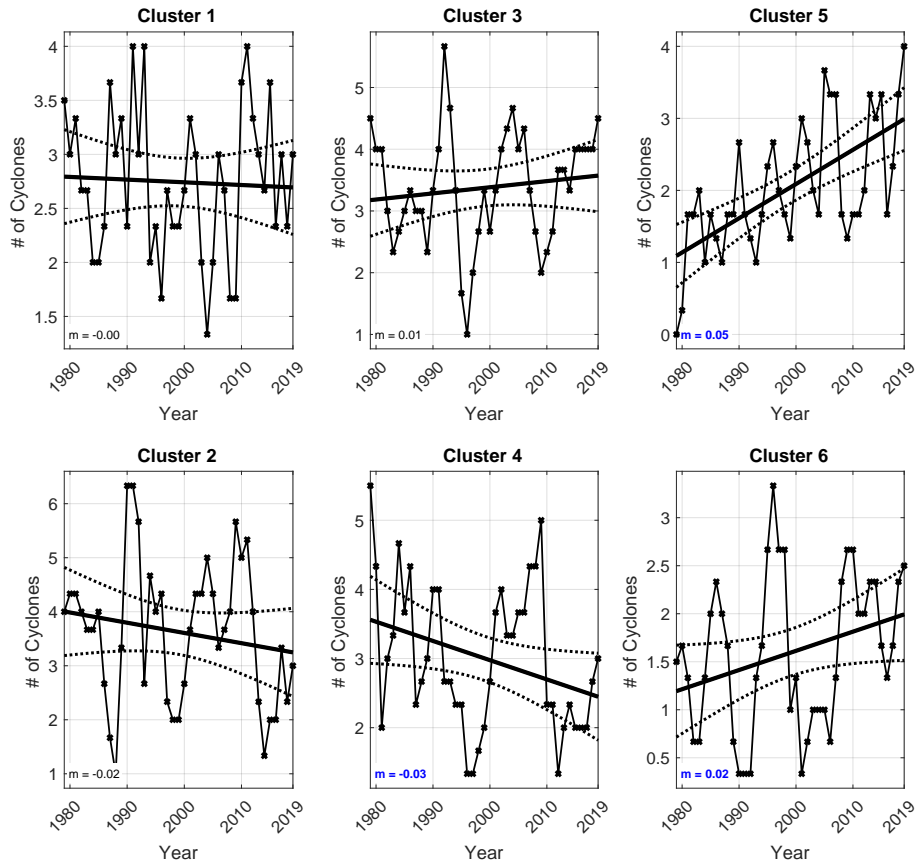 Cluster 1
4
3.5
3
2.5
2
1.5
# of Cyclones
m = -0.00
1980
1990
2000
2010
2019
Year
Cluster 3
5
4
3
2
1
# of Cyclones
m = 0.01
1980
1990
2000
2010
2019
Year
Cluster 5
4
3
2
1
0
# of Cyclones
m = 0.05
1980
1990
2000
2010
2019
Year
Cluster 2
6
5
4
3
2
1
# of Cyclones
m = -0.02
1980
1990
2000
2010
2019
Year
Cluster 4
5
4
3
2
# of Cyclones
m = -0.03
1980
1990
2000
2010
2019
Year
Cluster 6
3
2.5
2
1.5
1
0.5
# of Cyclones
m = 0.02
1980
1990
2000
2010
2019
Year